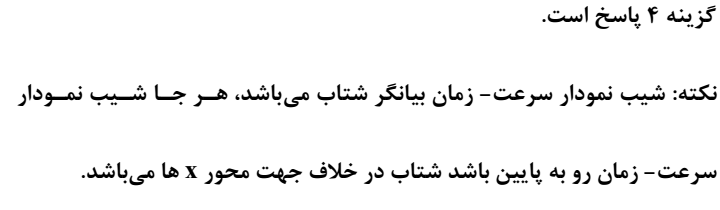 گزینه ۴ پاسخ است.
نکته: شیب نمودار سرعت- زمان بیانگر شتاب می‌باشد، هر جا شیب نمودار
سرعت- زمان رو به پایین باشد شتاب در خلاف جهت محور x ها می‌باشد.